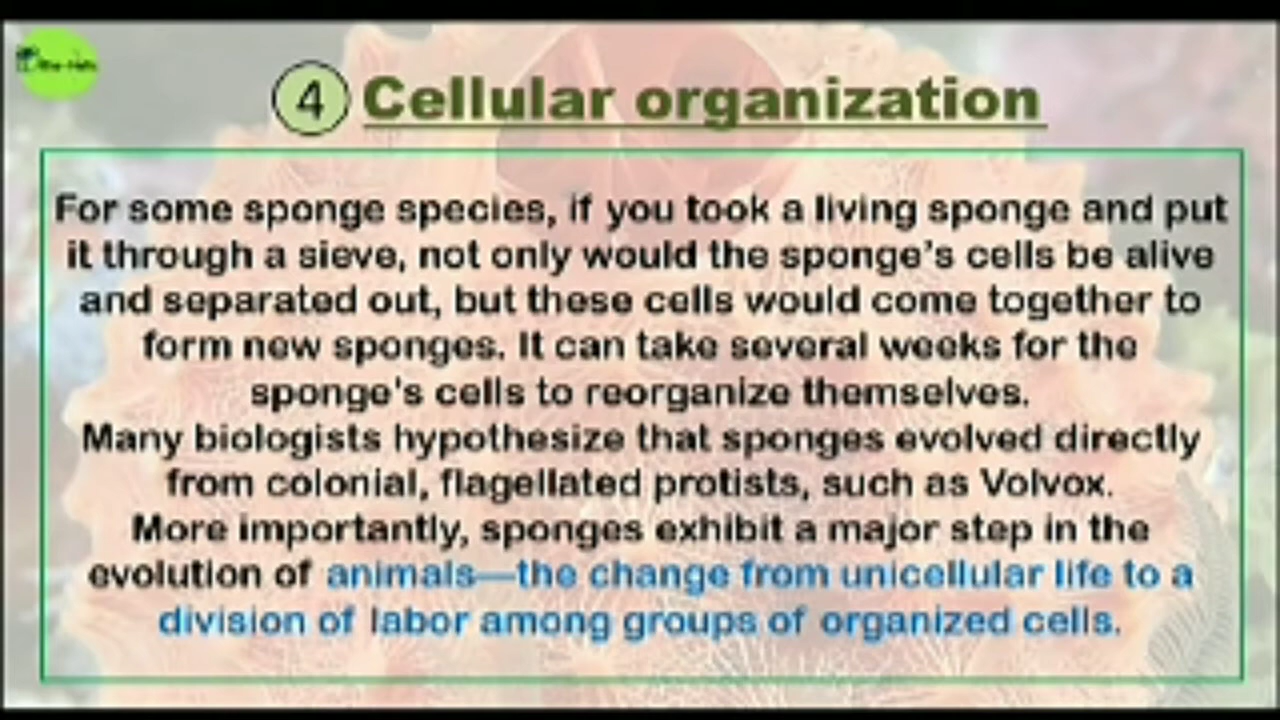 4 Cellular organization
For some sponge species, if you took a living sponge and put
it through a sieve, not only would the sponge's cells be alive
and separated out, but these cells would come together to
form new sponges. It can take several weeks for the
sponge's cells to reorganize themselves.
Many biologists hypothesize that sponges evolved directly
from colonial, flagellated protists, such as Volvox.
More importantly, sponges exhibit a major step in the
evolution of animals—the change from unicellular life to a
division of labor among groups of organized cells.